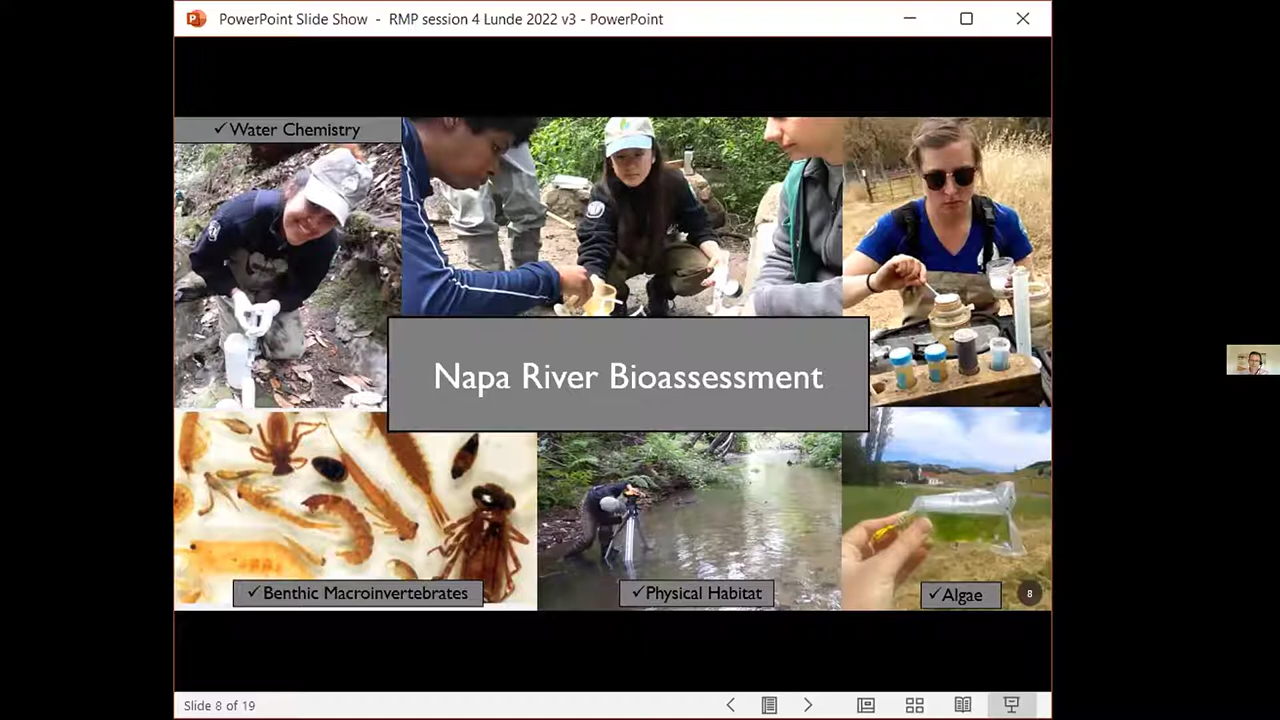 PowerPoint Slide Show - RMP session 4 Lunde 2022 v3 - PowerPoint
✓Water Chemistry
Napa River Bioassessment
✓Benthic Macroinvertebrates
✓Physical Habitat
✓Algae
8
Slide 8 of 19